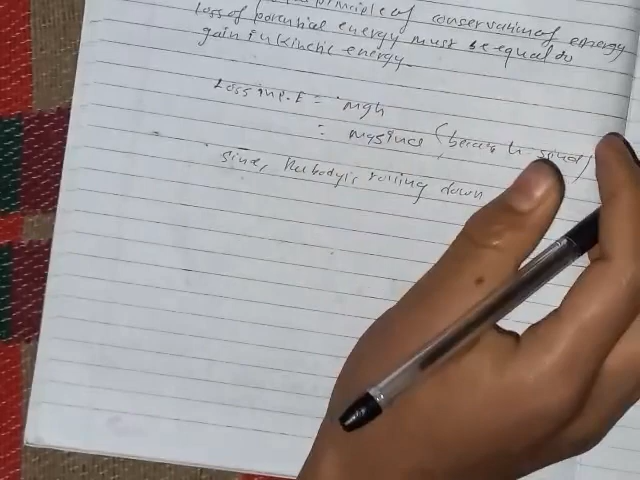 principle of conservation of energy
Loss of potential energy must be equal to
gain in kinetic energy
Loss in P.E = mgh
= mgsinα (because h sinα)
Since, the body is rolling down